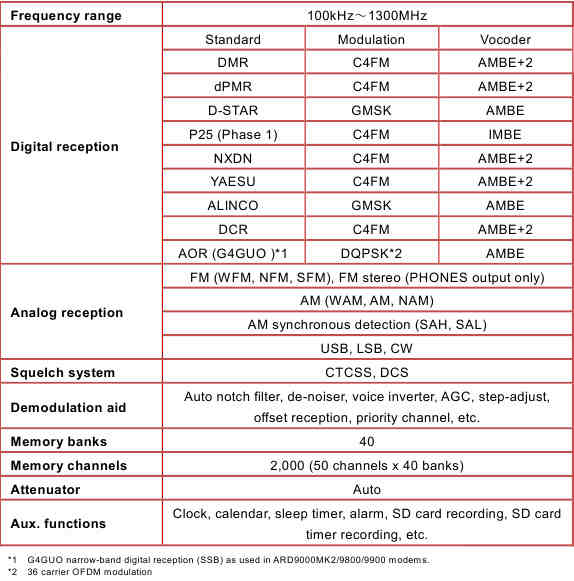 Frequency range 100kHz～1300MHz
Standard Modulation Vocoder
DMR C4FM AMBE+2
dPMR C4FM AMBE+2
D-STAR GMSK AMBE
P25 (Phase 1) C4FM IMBE
Digital reception
NXDN C4FM AMBE+2
YAESU C4FM AMBE+2
ALINCO GMSK AMBE
DCR C4FM AMBE+2
AOR (G4GUO )*1 DQPSK*2 AMBE
Analog reception
FM (WFM, NFM, SFM), FM stereo (PHONES output only)
AM (WAM, AM, NAM)
AM synchronous detection (SAH, SAL)
USB, LSB, CW
Squelch system CTCSS, DCS
Demodulation aid
Auto notch filter, de-noiser, voice inverter, AGC, step-adjust,
offset reception, priority channel, etc.
Memory banks 40
Memory channels 2,000 (50 channels x 40 banks)
Attenuator Auto
Aux. functions
Clock, calendar, sleep timer, alarm, SD card recording, SD card
timer recording, etc.
*1 G4GUO narrow-band digital reception (SSB) as used in ARD9000MK2/9800/9900 modems.
*2 36 carrier OFDM modulation